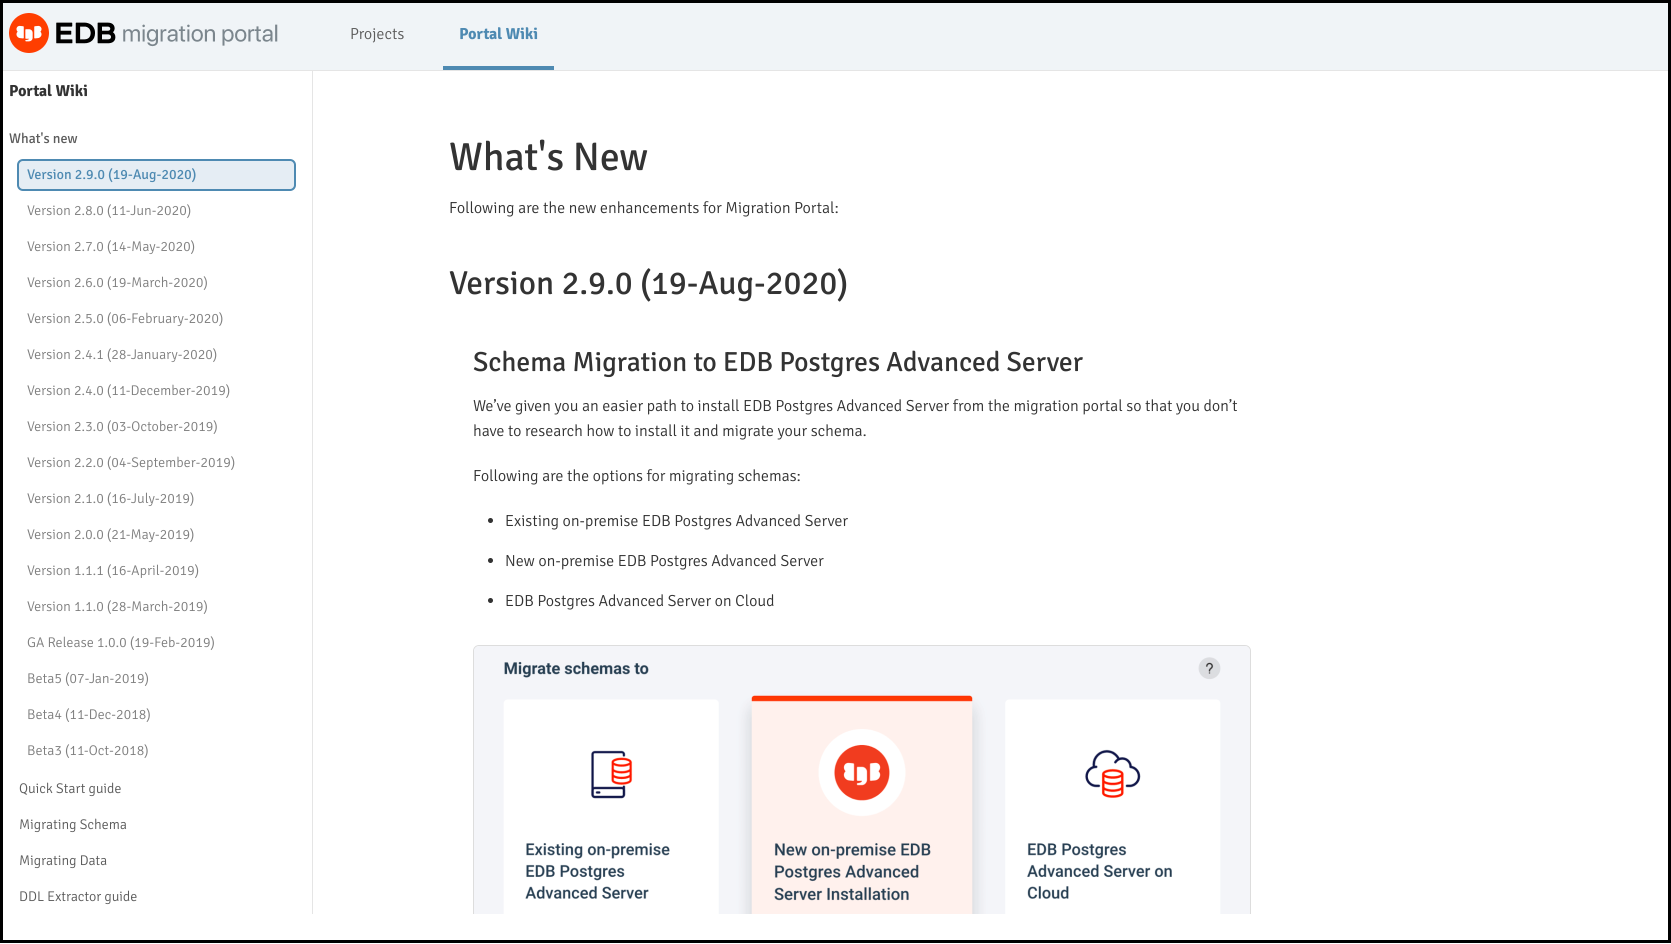 EDB migration portal
Projects
Portal Wiki
Portal Wiki
What's new
Version 2.9.0 (19-Aug-2020)
Version 2.8.0 (11-Jun-2020)
Version 2.7.0 (14-May-2020)
Version 2.6.0 (19-March-2020)
Version 2.5.0 (06-February-2020)
Version 2.4.1 (28-January-2020)
Version 2.4.0 (11-December-2019)
Version 2.3.0 (03-October-2019)
Version 2.2.0 (04-September-2019)
Version 2.1.0 (16-July-2019)
Version 2.0.0 (21-May-2019)
Version 1.1.1 (16-April-2019)
Version 1.1.0 (28-March-2019)
GA Release 1.0.0 (19-Feb-2019)
Beta5 (07-Jan-2019)
Beta4 (11-Dec-2018)
Beta3 (11-Oct-2018)
Quick Start guide
Migrating Schema
Migrating Data
DDL Extractor guide
What's New
Following are the new enhancements for Migration Portal:
Version 2.9.0 (19-Aug-2020)
Schema Migration to EDB Postgres Advanced Server
We’ve given you an easier path to install EDB Postgres Advanced Server from the migration portal so that you don’t
have to research how to install it and migrate your schema.
Following are the options for migrating schemas:
• Existing on-premise EDB Postgres Advanced Server
• New on-premise EDB Postgres Advanced Server
• EDB Postgres Advanced Server on Cloud
Migrate schemas to
?
Existing on-premise
EDB Postgres
Advanced Server
New on-premise EDB
Postgres Advanced
Server Installation
EDB Postgres
Advanced Server on
Cloud